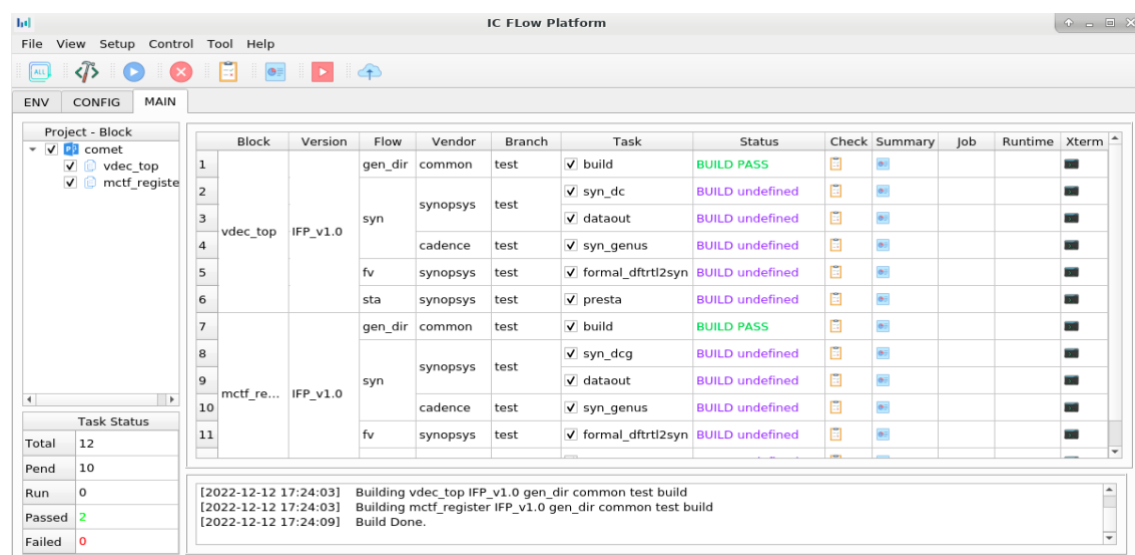 IC FLow Platform
File View Setup Control Tool Help
ALL
ENV CONFIG MAIN
Project - Block
comet
vdec_top
mctf_registe
Block Version Flow Vendor Branch Task Status Check Summary Job Runtime Xterm
1 gen_dir common test build BUILD PASS
2 syn_dc BUILD undefined
synopsys test
3 syn dataout BUILD undefined
vdec_top IFP_v1.0
4 cadence test syn_genus BUILD undefined
5 fv synopsys test formal_dftrtl2syn BUILD undefined
6 sta synopsys test presta BUILD undefined
7 gen_dir common test build BUILD PASS
8 syn_dcg BUILD undefined
synopsys test
9 syn dataout BUILD undefined
mctf_re... IFP_v1.0
10 cadence test syn_genus BUILD undefined
11 fv synopsys test formal_dftrtl2syn BUILD undefined
Task Status
Total 12
Pend 10
Run 0
Passed 2
Failed 0
[2022-12-12 17:24:03] Building vdec_top IFP_v1.0 gen_dir common test build
[2022-12-12 17:24:03] Building mctf_register IFP_v1.0 gen_dir common test build
[2022-12-12 17:24:09] Build Done.